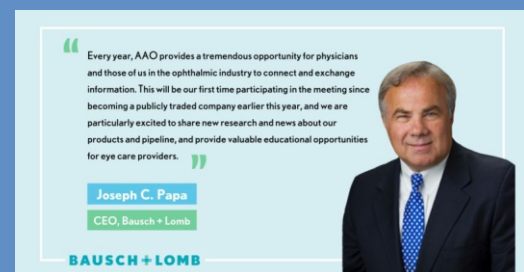 “
Every year, AAO provides a tremendous opportunity for physicians
and those of us in the ophthalmic industry to connect and exchange
information. This will be our first time participating in the meeting since
becoming a publicly traded company earlier this year, and we are
particularly excited to share new research and news about our
products and pipeline, and provide valuable educational opportunities
for eye care providers. ”
Joseph C. Papa
CEO, Bausch + Lomb
BAUSCH + LOMB